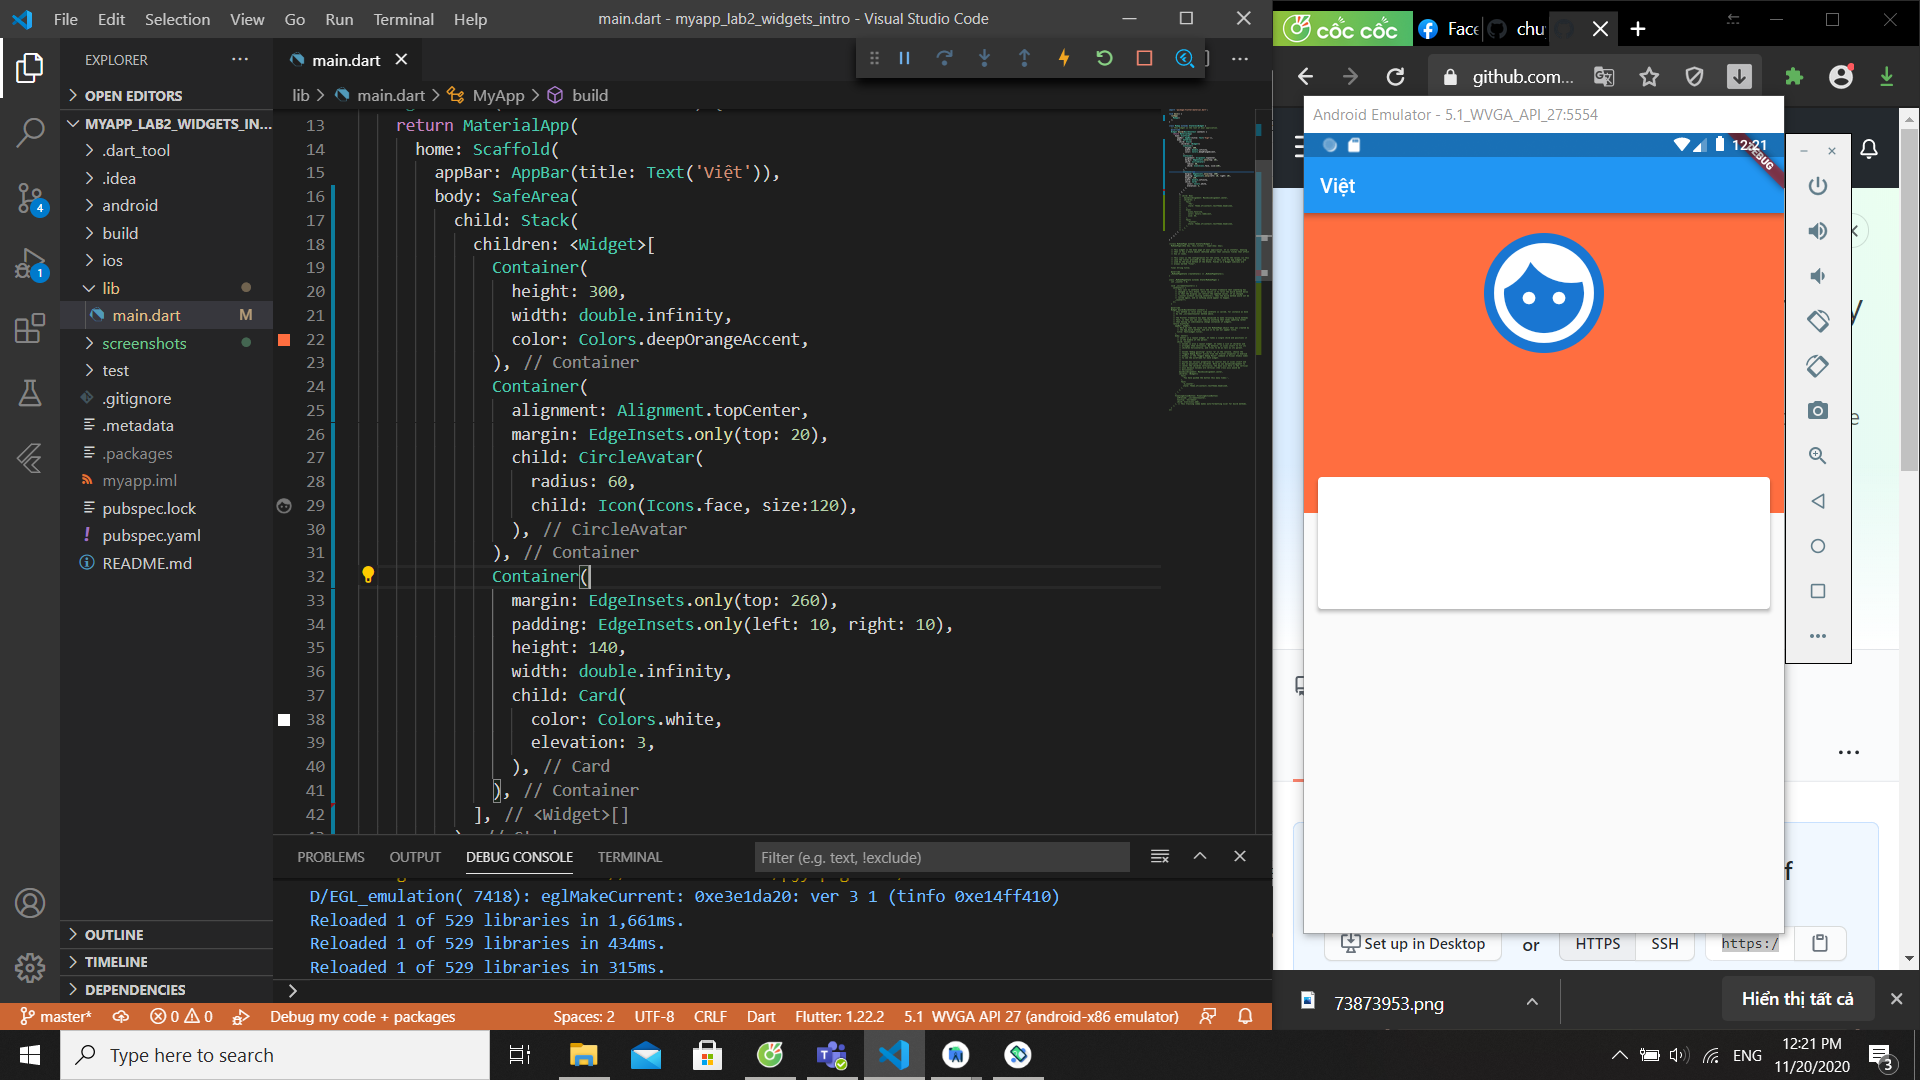 File Edit Selection View Go Run Terminal Help
main.dart - myapp_lab2_widgets_intro - Visual Studio Code
EXPLORER
OPEN EDITORS
MYAPP_LAB2_WIDGETS_IN...
.dart_tool
.idea
android
build
ios
lib
main.dart M
screenshots
test
.gitignore
.metadata
.packages
myapp.iml
pubspec.lock
pubspec.yaml
README.md
OUTLINE
TIMELINE
DEPENDENCIES
4
1
main.dart
lib > main.dart > MyApp > build
13 return MaterialApp(
14 home: Scaffold(
15 appBar: AppBar(title: Text('Việt')),
16 body: SafeArea(
17 child: Stack(
18 children: <Widget>[
19 Container(
20 height: 300,
21 width: double.infinity,
22 color: Colors.deepOrangeAccent,
23 ), // Container
24 Container(
25 alignment: Alignment.topCenter,
26 margin: EdgeInsets.only(top: 20),
27 child: CircleAvatar(
28 radius: 60,
29 child: Icon(Icons.face, size:120),
30 ), // CircleAvatar
31 ), // Container
32 Container(
33 margin: EdgeInsets.only(top: 260),
34 padding: EdgeInsets.only(left: 10, right: 10),
35 height: 140,
36 width: double.infinity,
37 child: Card(
38 color: Colors.white,
39 elevation: 3,
40 ), // Card
41 ), // Container
42 ], // <Widget>[]
PROBLEMS OUTPUT DEBUG CONSOLE TERMINAL
Filter (e.g. text, !exclude)
D/EGL_emulation( 7418): eglMakeCurrent: 0xe3e1da20: ver 3 1 (tinfo 0xe14ff410)
Reloaded 1 of 529 libraries in 1,661ms.
Reloaded 1 of 529 libraries in 434ms.
Reloaded 1 of 529 libraries in 315ms.
master* 0 0 Debug my code + packages Spaces: 2 UTF-8 CRLF Dart Flutter: 1.22.2 5.1 WVGA API 27 (android-x86 emulator)
CỐC CỐC
Face
chu
github.com...
Android Emulator - 5.1_WVGA_API_27:5554
12:21
DEBUG
Việt
Set up in Desktop or HTTPS SSH https:/
73873953.png
Hiển thị tất cả
Type here to search
ENG
12:21 PM
11/20/2020
3